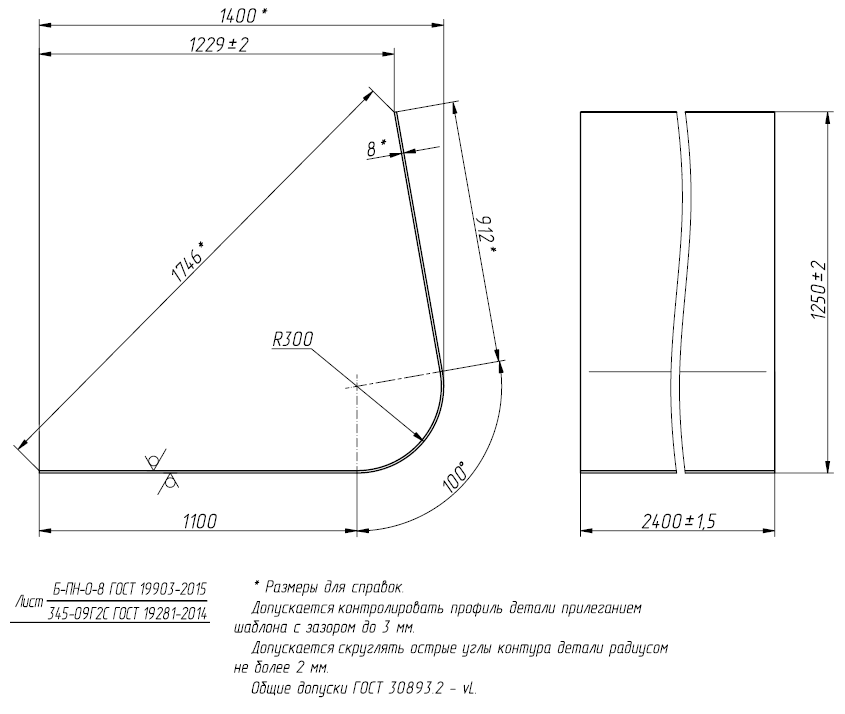 1400*
1229±2
8*
912*
1746*
R300
1250±2
100°
1100
2400±1,5
Лист Б-ПН-О-8 ГОСТ 19903-2015
345-09Г2С ГОСТ 19281-2014
* Размеры для справок.
Допускается контролировать профиль детали прилеганием
шаблона с зазором до 3 мм.
Допускается скруглять острые углы контура детали радиусом
не более 2 мм.
Общие допуски ГОСТ 30893.2 - vL.